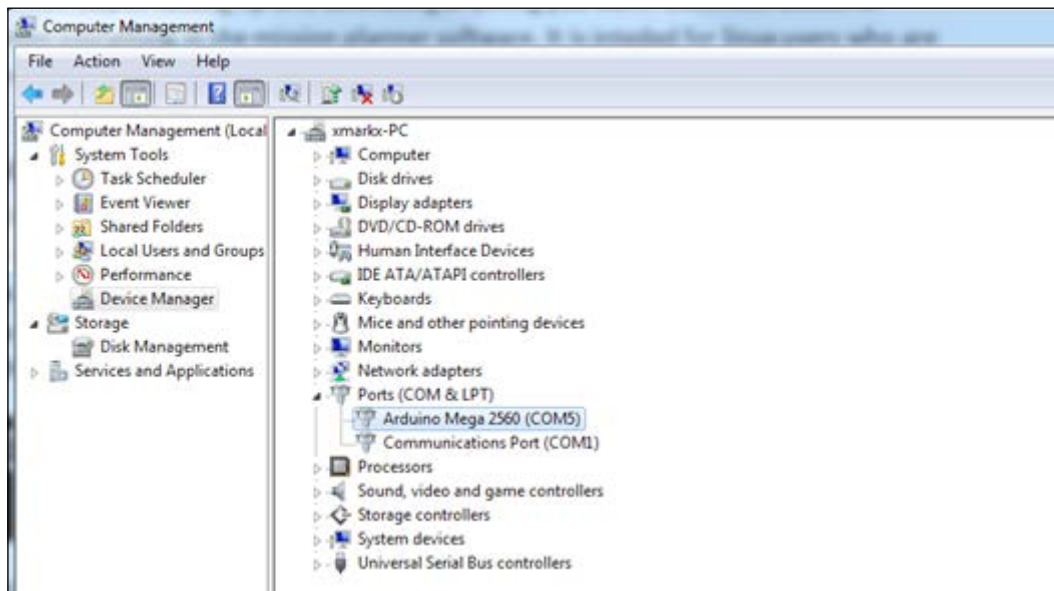 Computer Management
File Action View Help
Computer Management (Local
System Tools
Task Scheduler
Event Viewer
Shared Folders
Local Users and Groups
Performance
Device Manager
Storage
Disk Management
Services and Applications
xmarkx-PC
Computer
Disk drives
Display adapters
DVD/CD-ROM drives
Human Interface Devices
IDE ATA/ATAPI controllers
Keyboards
Mice and other pointing devices
Monitors
Network adapters
Ports (COM & LPT)
Arduino Mega 2560 (COM5)
Communications Port (COM1)
Processors
Sound, video and game controllers
Storage controllers
System devices
Universal Serial Bus controllers